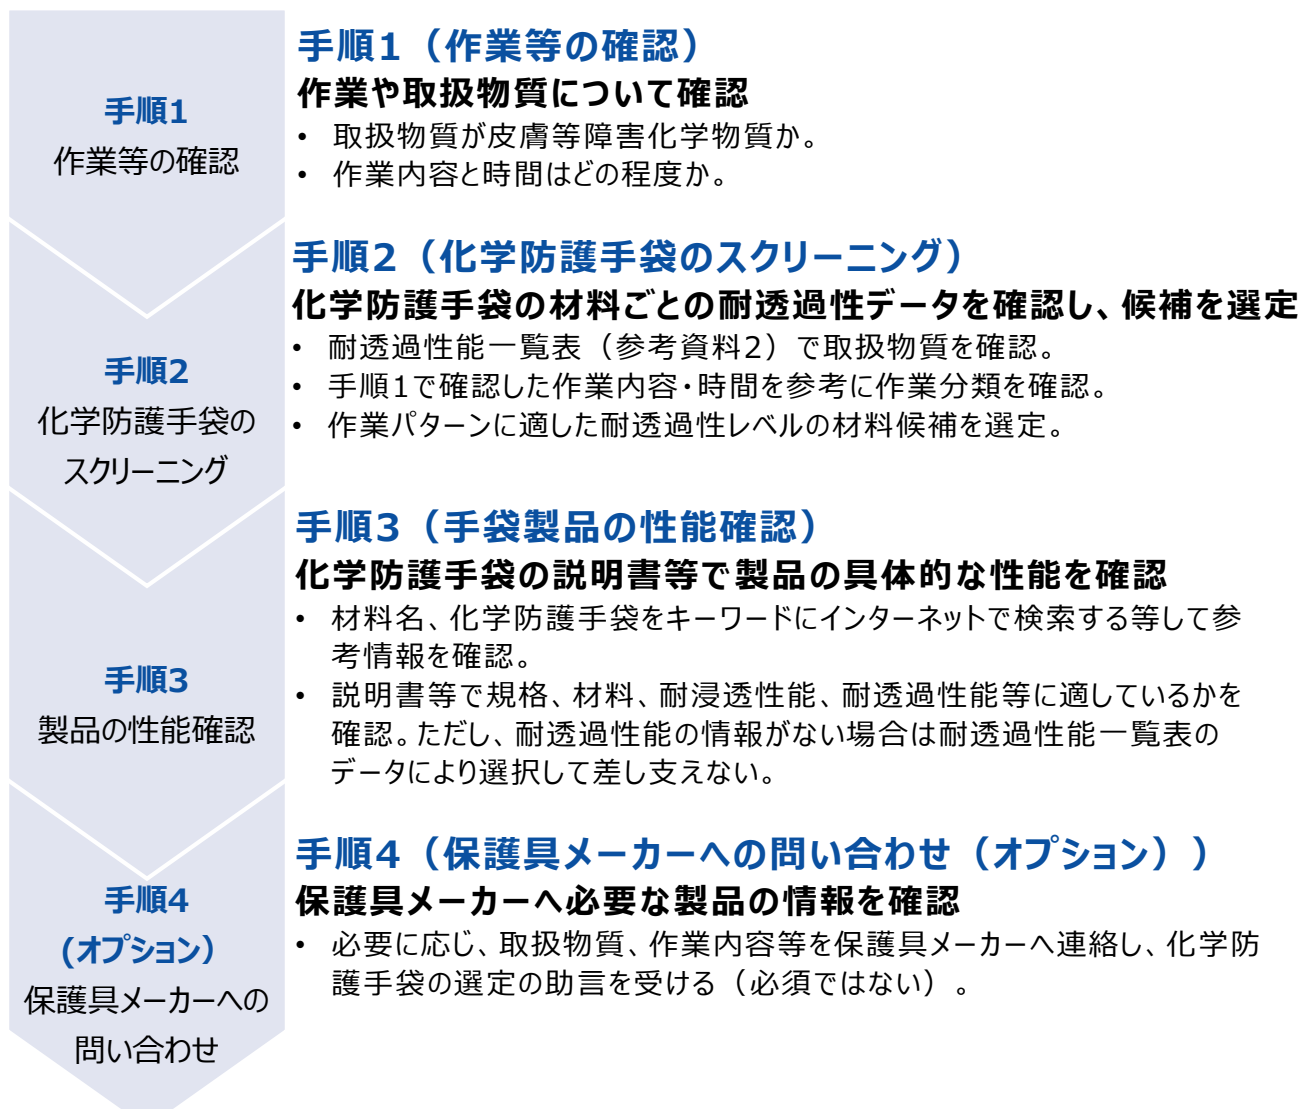 手順1
作業等の確認
手順1（作業等の確認）
作業や取扱物質について確認
• 取扱物質が皮膚等障害化学物質か。
• 作業内容と時間はどの程度か。
手順2
化学防護手袋の
スクリーニング
手順2（化学防護手袋のスクリーニング）
化学防護手袋の材料ごとの耐透過性データを確認し、候補を選定
• 耐透過性能一覧表（参考資料2）で取扱物質を確認。
• 手順1で確認した作業内容・時間を参考に作業分類を確認。
• 作業パターンに適した耐透過性レベルの材料候補を選定。
手順3
製品の性能確認
手順3（手袋製品の性能確認）
化学防護手袋の説明書等で製品の具体的な性能を確認
• 材料名、化学防護手袋をキーワードにインターネットで検索する等して参
考情報を確認。
• 説明書等で規格、材料、耐浸透性能、耐透過性能等に適しているかを
確認。ただし、耐透過性能の情報がない場合は耐透過性能一覧表の
データにより選択して差し支えない。
手順4
(オプション）
保護具メーカーへの
問い合わせ
手順4（保護具メーカーへの問い合わせ（オプション））
保護具メーカーへ必要な製品の情報を確認
• 必要に応じ、取扱物質、作業内容等を保護具メーカーへ連絡し、化学防
護手袋の選定の助言を受ける（必須ではない）。